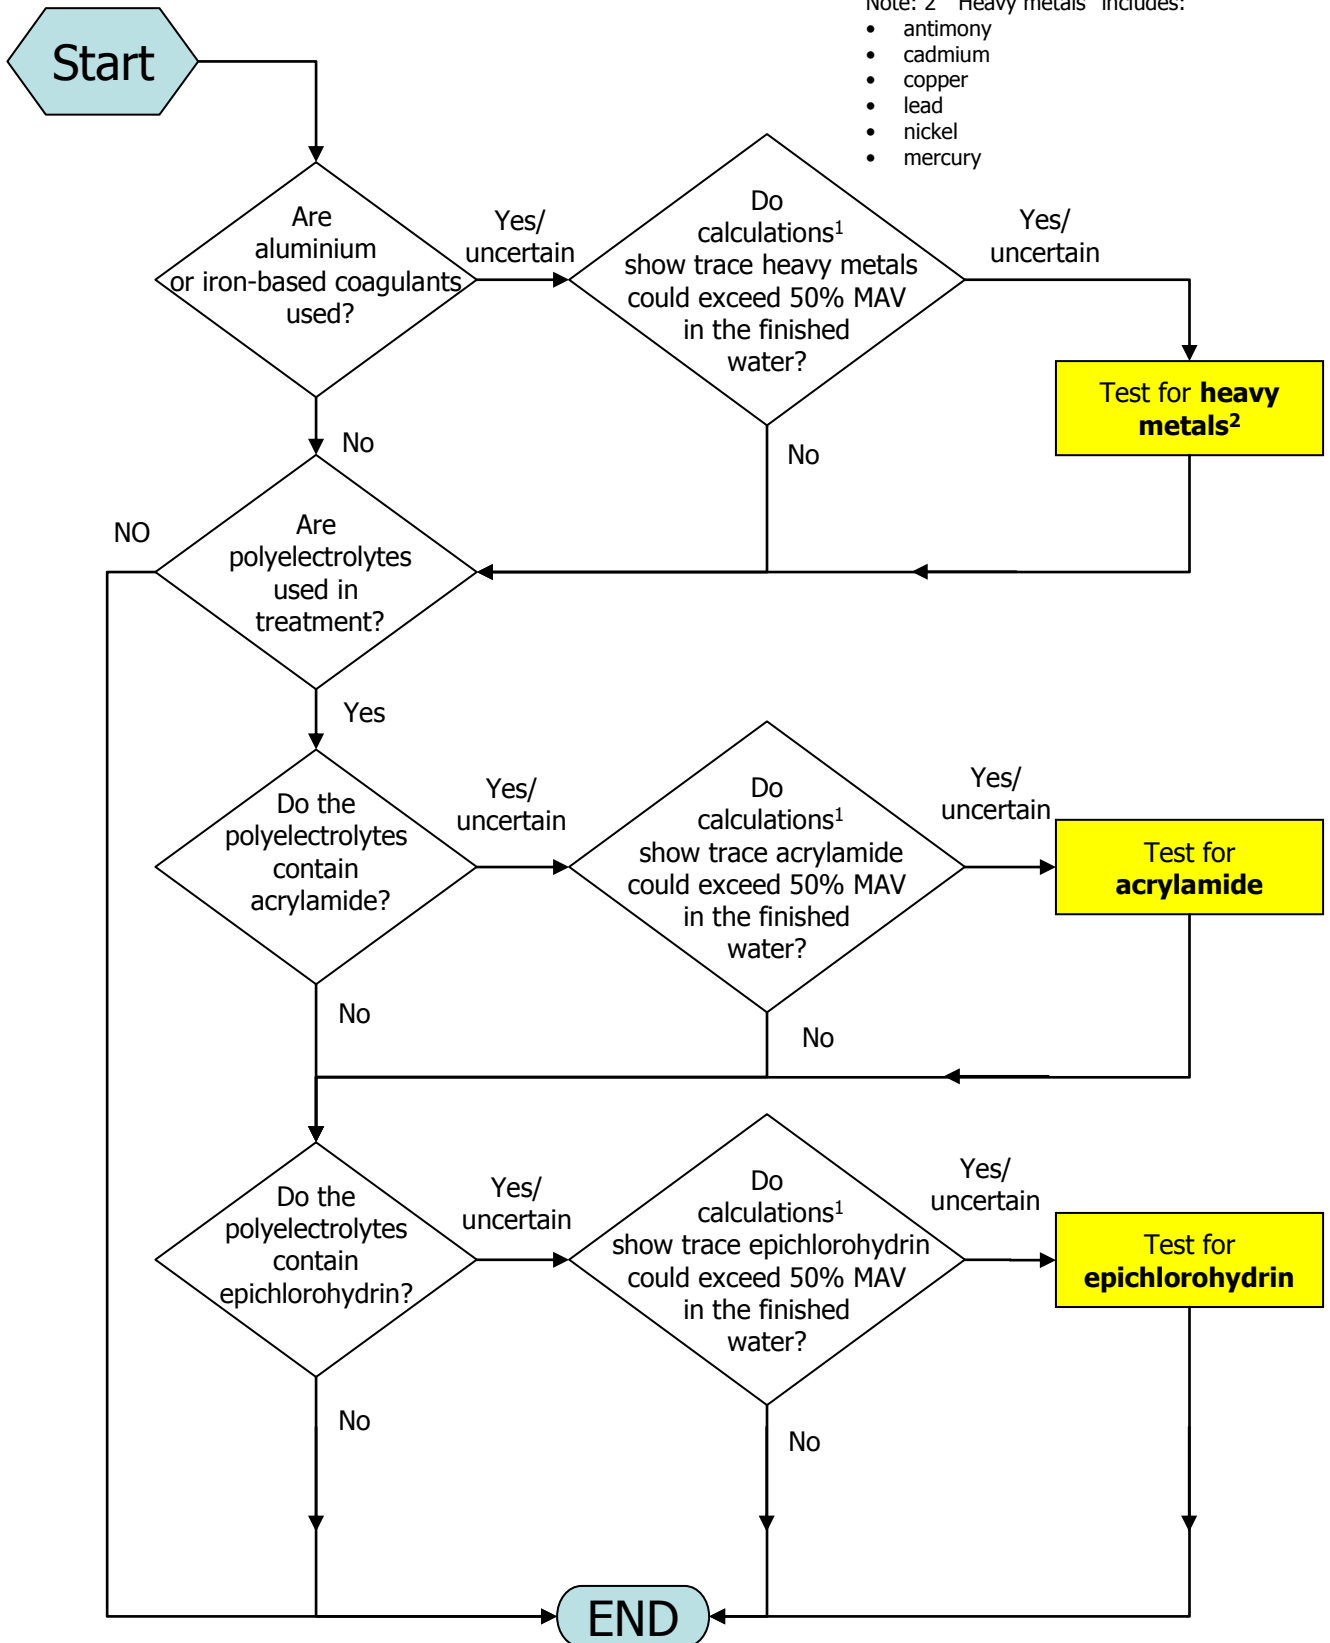 Note: 2 "Heavy metals" includes:
• antimony
• cadmium
• copper
• lead
• nickel
• mercury
Start
Are
aluminium
or iron-based coagulants
used?
Yes/
uncertain
Do
calculations¹
show trace heavy metals
could exceed 50% MAV
in the finished
water?
Yes/
uncertain
Test for heavy
metals²
No
No
NO
Are
polyelectrolytes
used in
treatment?
Yes
Do the
polyelectrolytes
contain
acrylamide?
Yes/
uncertain
Do
calculations¹
show trace acrylamide
could exceed 50% MAV
in the finished
water?
Yes/
uncertain
Test for
acrylamide
No
No
Do the
polyelectrolytes
contain
epichlorohydrin?
Yes/
uncertain
Do
calculations¹
show trace epichlorohydrin
could exceed 50% MAV
in the finished
water?
Yes/
uncertain
Test for
epichlorohydrin
No
No
END